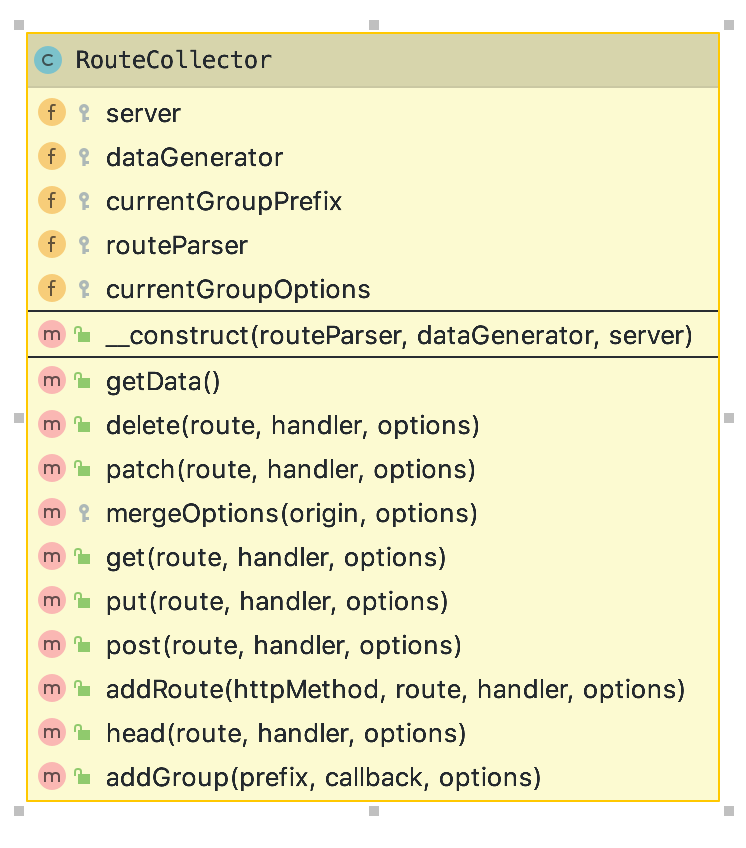 C RouteCollector
f server
f dataGenerator
f currentGroupPrefix
f routeParser
f currentGroupOptions
m __construct(routeParser, dataGenerator, server)
m getData()
m delete(route, handler, options)
m patch(route, handler, options)
m mergeOptions(origin, options)
m get(route, handler, options)
m put(route, handler, options)
m post(route, handler, options)
m addRoute(httpMethod, route, handler, options)
m head(route, handler, options)
m addGroup(prefix, callback, options)